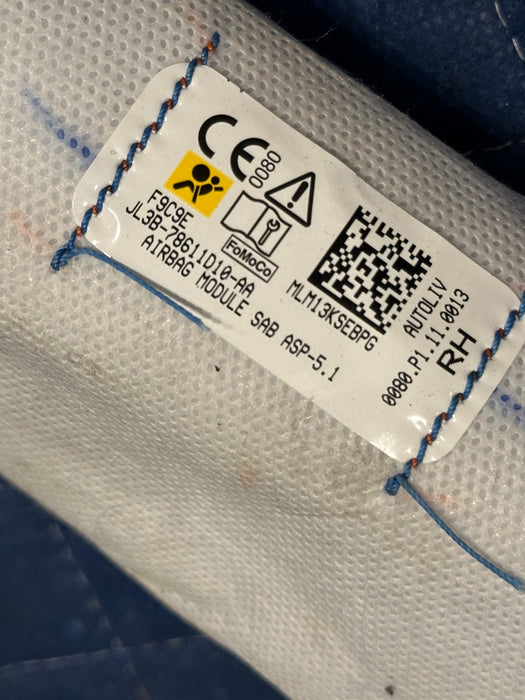 CE 0080
F9C9E
JL3B-78611D10-AA
AIRBAG MODULE SAB ASP-5.1
FoMoCo
MLM13KSEBPG
AUTOLIV
0080.P1.11.0013
RH